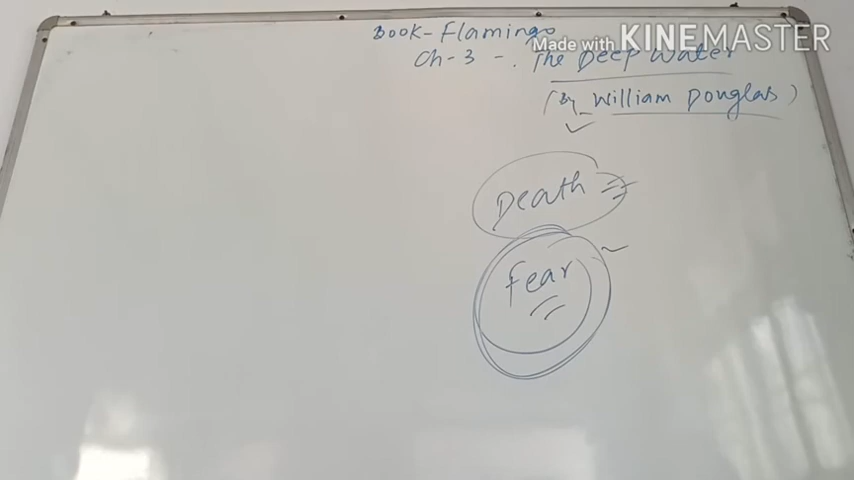 Book-Flamingo
Made with KINEMASTER
Ch-3 - . The Deep Water
(By William Douglas)
Death
fear